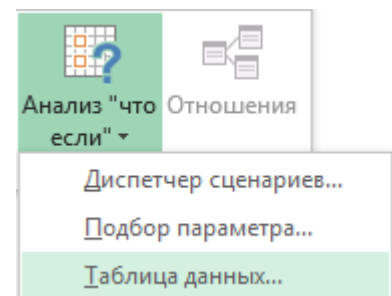 Анализ "что Отношения
если"
Диспетчер сценариев...
Подбор параметра...
Таблица данных...